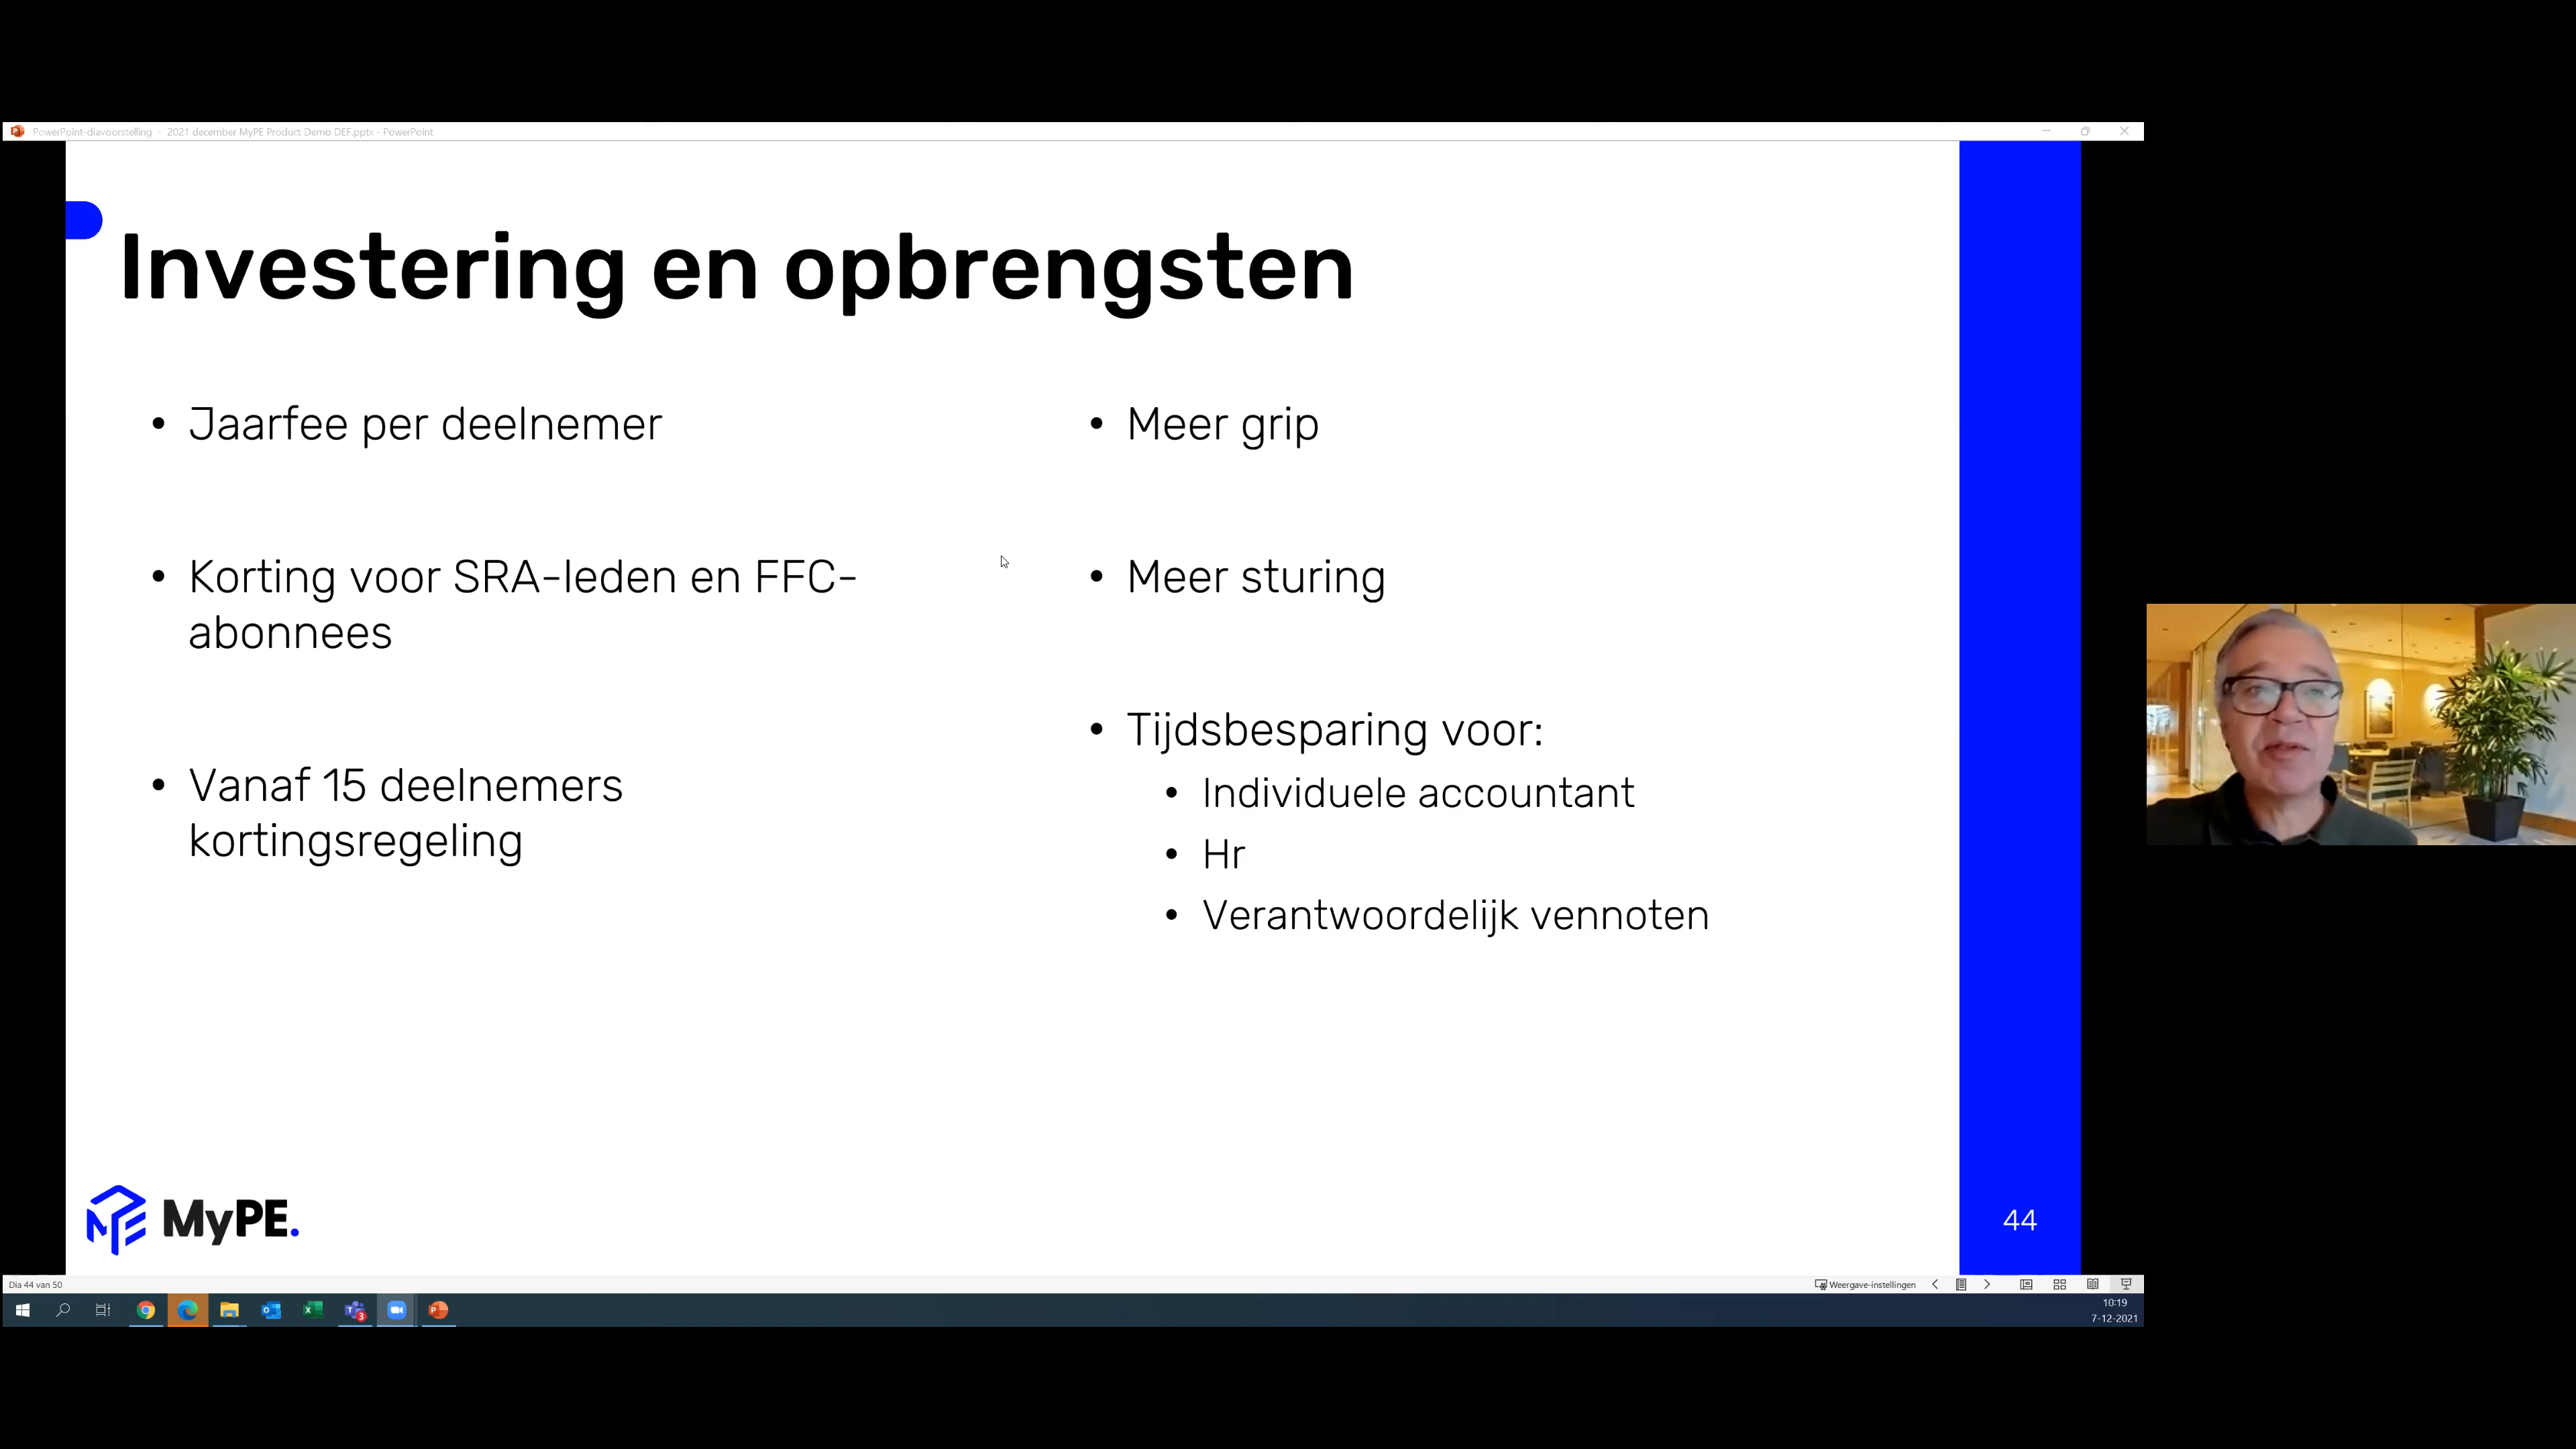 PowerPoint-diavoorstelling - 2021 december MyPE Product Demo DEF.pptx - PowerPoint
Investering en opbrengsten
• Jaarfee per deelnemer
• Korting voor SRA-leden en FFC-
abonnees
• Vanaf 15 deelnemers
kortingsregeling
• Meer grip
• Meer sturing
• Tijdsbesparing voor:
• Individuele accountant
• Hr
• Verantwoordelijk vennoten
MyPE.
44
Dia 44 van 50
Weergave-instellingen
3
10:19
7-12-2021